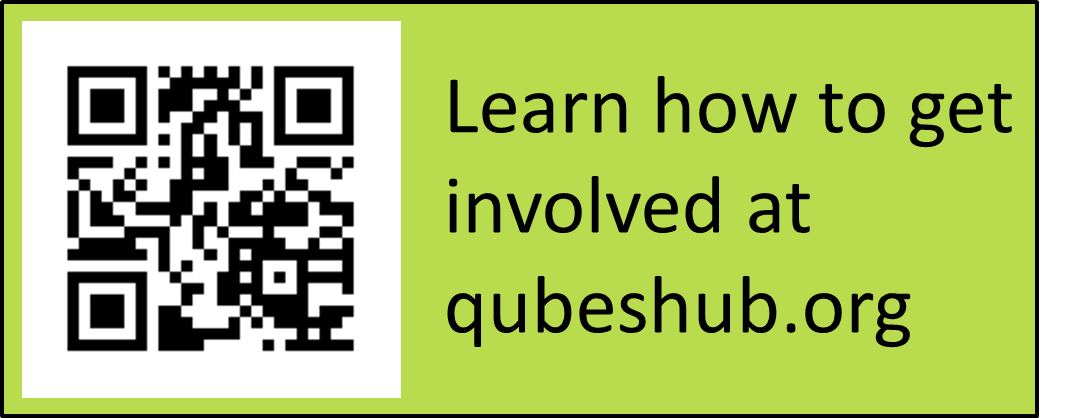 Learn how to get
involved at
qubeshub.org